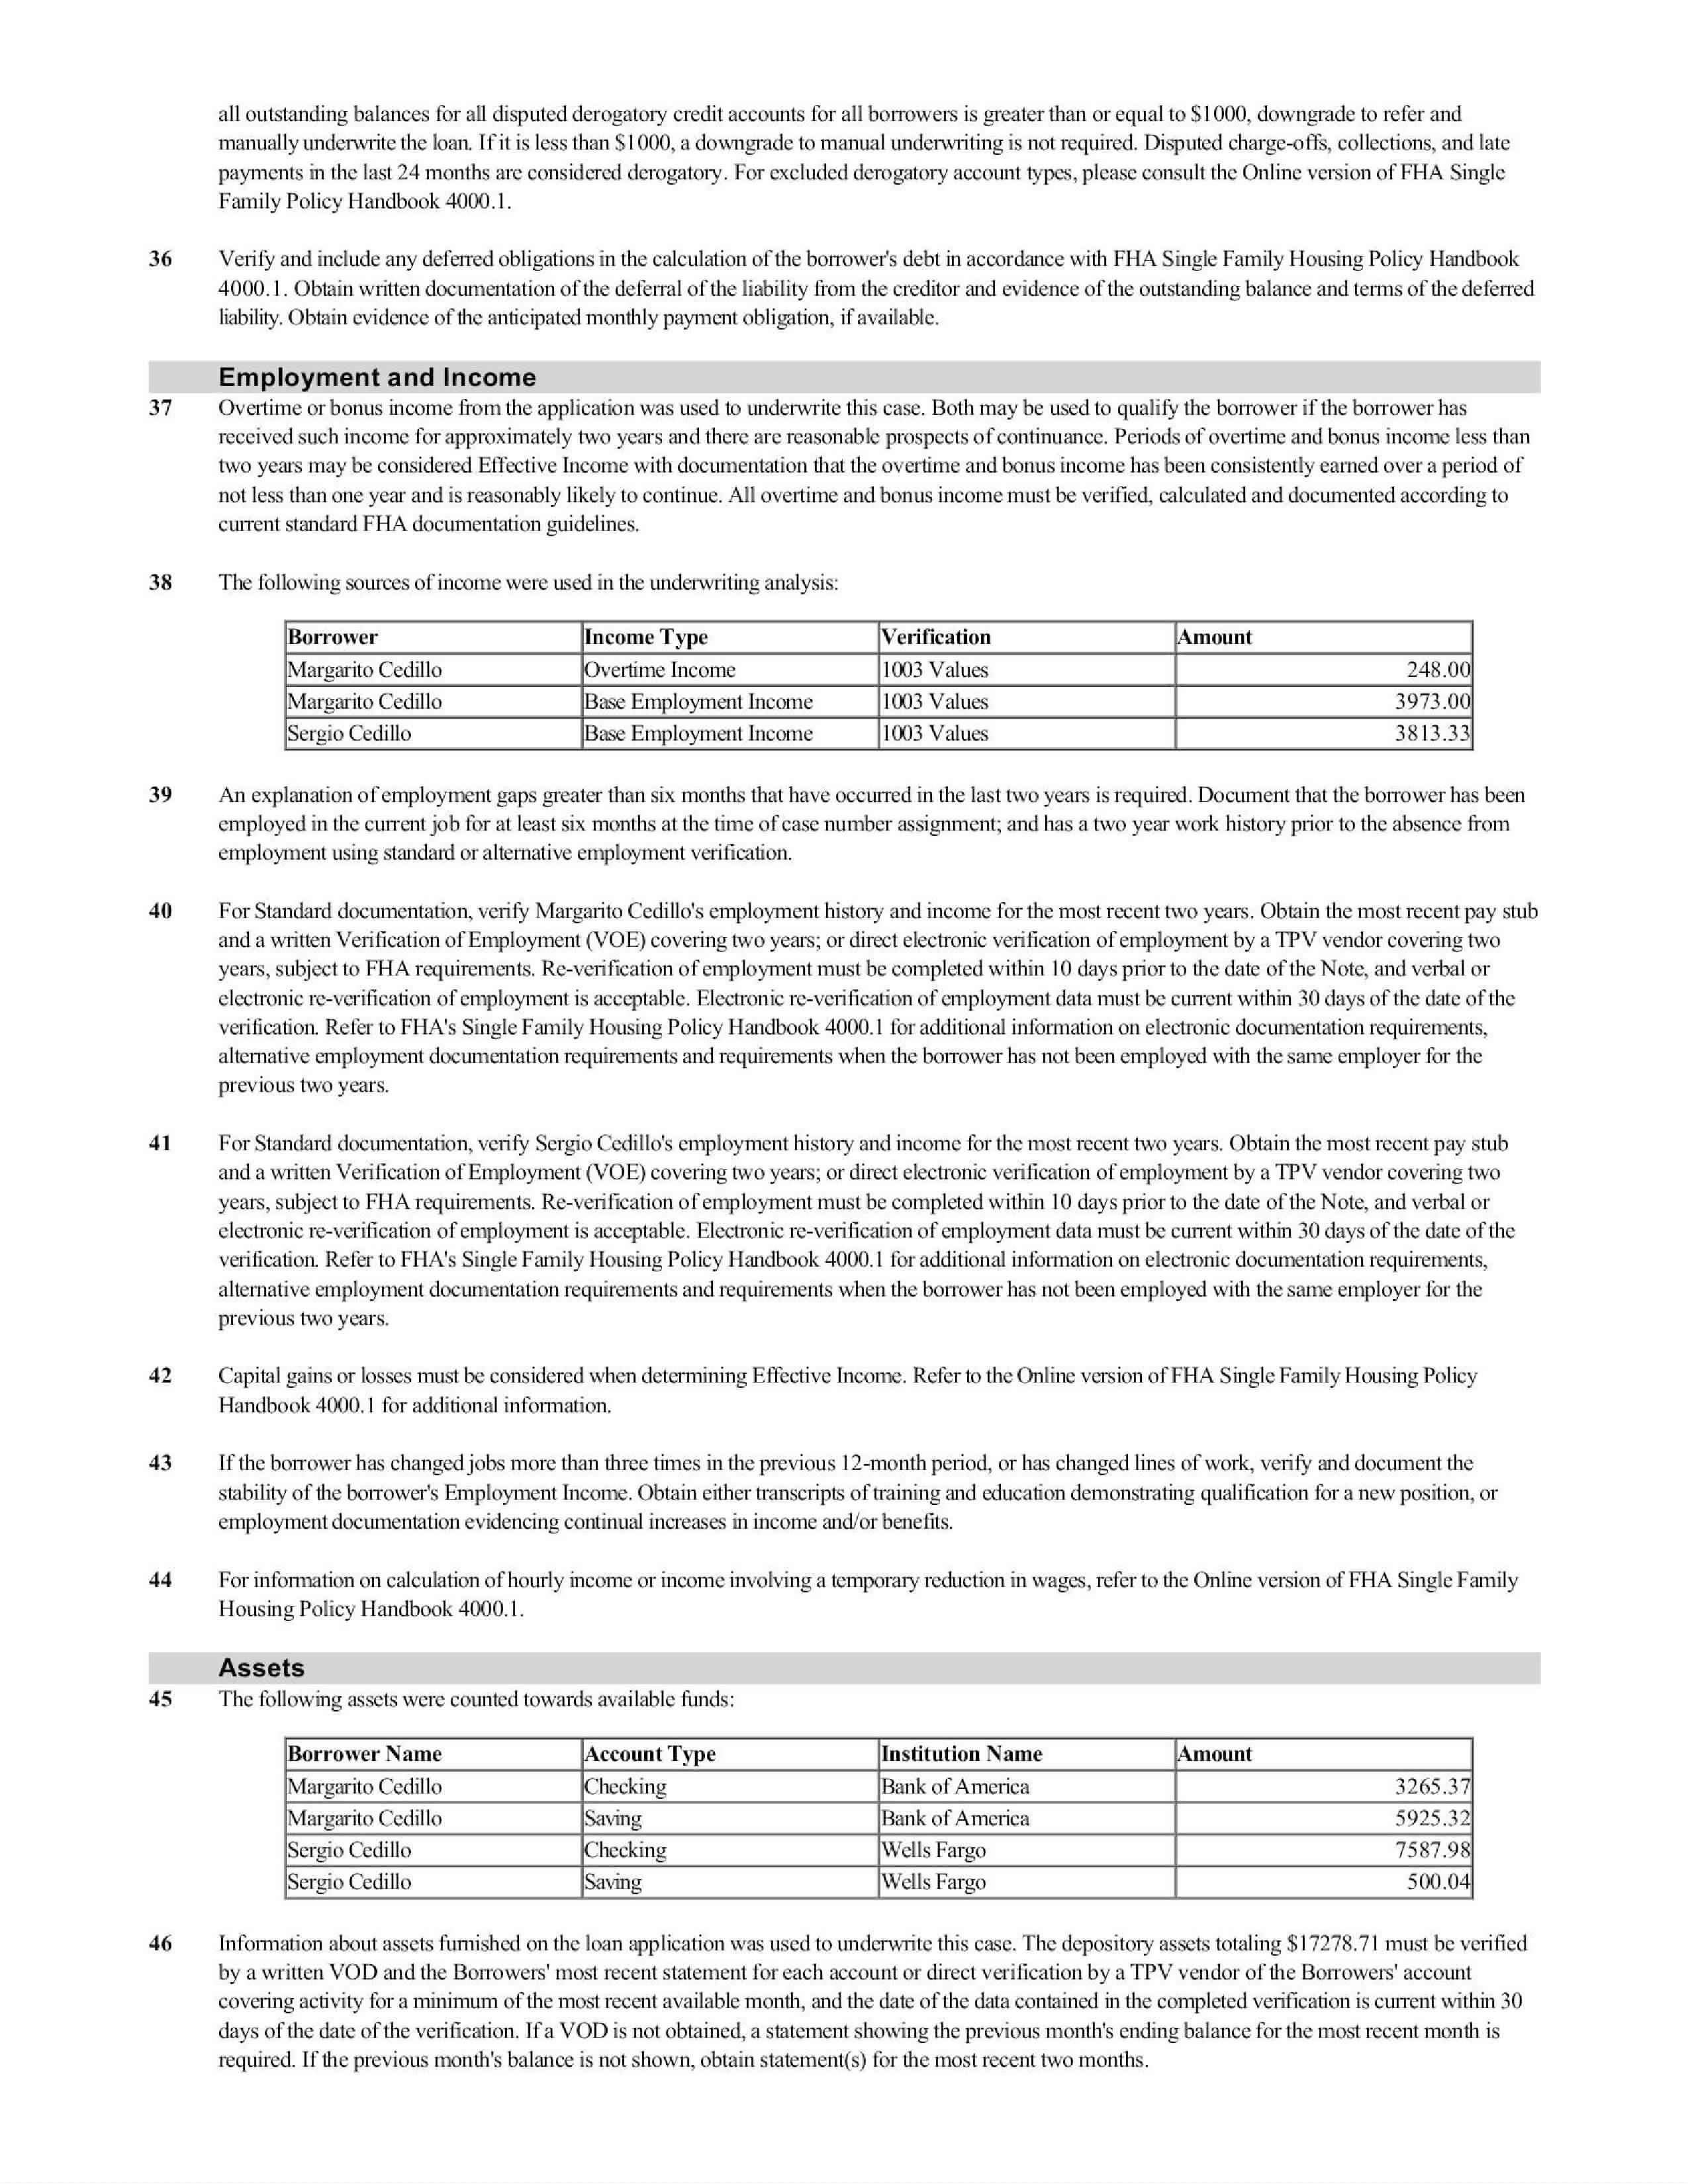 all outstanding balances for all disputed derogatory credit accounts for all borrowers is greater than or equal to $1000, downgrade to refer and
manually underwrite the loan. If it is less than $1000, a downgrade to manual underwriting is not required. Disputed charge-offs, collections, and late
payments in the last 24 months are considered derogatory. For excluded derogatory account types, please consult the Online version of FHA Single
Family Policy Handbook 4000.1.
36 Verify and include any deferred obligations in the calculation of the borrower's debt in accordance with FHA Single Family Housing Policy Handbook
4000.1. Obtain written documentation of the deferral of the liability from the creditor and evidence of the outstanding balance and terms of the deferred
liability. Obtain evidence of the anticipated monthly payment obligation, if available.
Employment and Income
37 Overtime or bonus income from the application was used to underwrite this case. Both may be used to qualify the borrower if the borrower has
received such income for approximately two years and there are reasonable prospects of continuance. Periods of overtime and bonus income less than
two years may be considered Effective Income with documentation that the overtime and bonus income has been consistently earned over a period of
not less than one year and is reasonably likely to continue. All overtime and bonus income must be verified, calculated and documented according to
current standard FHA documentation guidelines.
38 The following sources of income were used in the underwriting analysis:
Borrower Income Type Verification Amount
Margarito Cedillo Overtime Income 1003 Values 248.00
Margarito Cedillo Base Employment Income 1003 Values 3973.00
Sergio Cedillo Base Employment Income 1003 Values 3813.33
39 An explanation of employment gaps greater than six months that have occurred in the last two years is required. Document that the borrower has been
employed in the current job for at least six months at the time of case number assignment; and has a two year work history prior to the absence from
employment using standard or alternative employment verification.
40 For Standard documentation, verify Margarito Cedillo's employment history and income for the most recent two years. Obtain the most recent pay stub
and a written Verification of Employment (VOE) covering two years; or direct electronic verification of employment by a TPV vendor covering two
years, subject to FHA requirements. Re-verification of employment must be completed within 10 days prior to the date of the Note, and verbal or
electronic re-verification of employment is acceptable. Electronic re-verification of employment data must be current within 30 days of the date of the
verification. Refer to FHA's Single Family Housing Policy Handbook 4000.1 for additional information on electronic documentation requirements,
alternative employment documentation requirements and requirements when the borrower has not been employed with the same employer for the
previous two years.
41 For Standard documentation, verify Sergio Cedillo's employment history and income for the most recent two years. Obtain the most recent pay stub
and a written Verification of Employment (VOE) covering two years; or direct electronic verification of employment by a TPV vendor covering two
years, subject to FHA requirements. Re-verification of employment must be completed within 10 days prior to the date of the Note, and verbal or
electronic re-verification of employment is acceptable. Electronic re-verification of employment data must be current within 30 days of the date of the
verification. Refer to FHA's Single Family Housing Policy Handbook 4000.1 for additional information on electronic documentation requirements,
alternative employment documentation requirements and requirements when the borrower has not been employed with the same employer for the
previous two years.
42 Capital gains or losses must be considered when determining Effective Income. Refer to the Online version of FHA Single Family Housing Policy
Handbook 4000.1 for additional information.
43 If the borrower has changed jobs more than three times in the previous 12-month period, or has changed lines of work, verify and document the
stability of the borrower's Employment Income. Obtain either transcripts of training and education demonstrating qualification for a new position, or
employment documentation evidencing continual increases in income and/or benefits.
44 For information on calculation of hourly income or income involving a temporary reduction in wages, refer to the Online version of FHA Single Family
Housing Policy Handbook 4000.1.
Assets
45 The following assets were counted towards available funds:
Borrower Name Account Type Institution Name Amount
Margarito Cedillo Checking Bank of America 3265.37
Margarito Cedillo Saving Bank of America 5925.32
Sergio Cedillo Checking Wells Fargo 7587.98
Sergio Cedillo Saving Wells Fargo 500.04
46 Information about assets furnished on the loan application was used to underwrite this case. The depository assets totaling $17278.71 must be verified
by a written VOD and the Borrowers' most recent statement for each account or direct verification by a TPV vendor of the Borrowers' account
covering activity for a minimum of the most recent available month, and the date of the data contained in the completed verification is current within 30
days of the date of the verification. If a VOD is not obtained, a statement showing the previous month's ending balance for the most recent month is
required. If the previous month's balance is not shown, obtain statement(s) for the most recent two months.